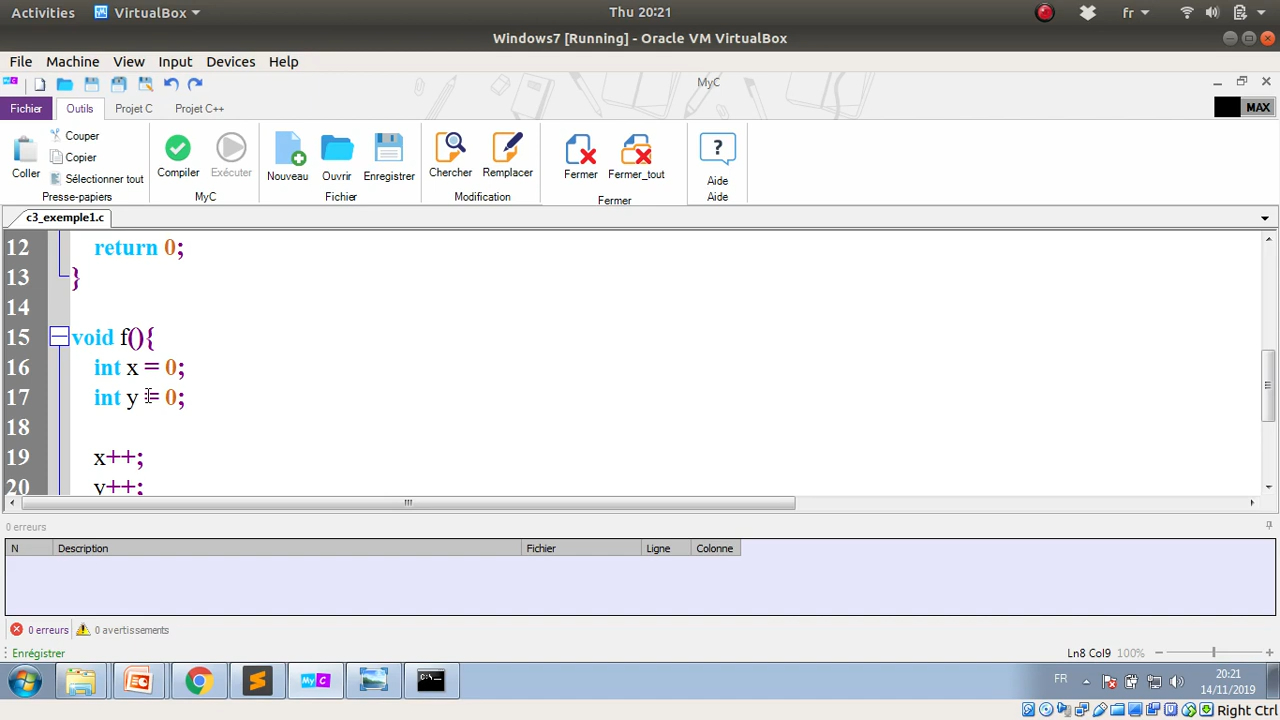 Activities VirtualBox Thu 20:21 fr
Windows7 [Running] - Oracle VM VirtualBox
File Machine View Input Devices Help
MyC
Fichier Outils Projet C Projet C++ MAX
Coller Couper Copier Sélectionner tout Compiler Exécuter Nouveau Ouvrir Enregistrer Chercher Remplacer Fermer Fermer_tout Aide
Presse-papiers MyC Fichier Modification Fermer Aide
c3_exemple1.c
12 return 0;
13 }
14
15 void f(){
16 int x = 0;
17 int y = 0;
18
19 x++;
20 y++;
0 erreurs
N Description Fichier Ligne Colonne
0 erreurs 0 avertissements
Enrégistrer Ln8 Col9 100%
FR 20:21
14/11/2019
Right Ctrl